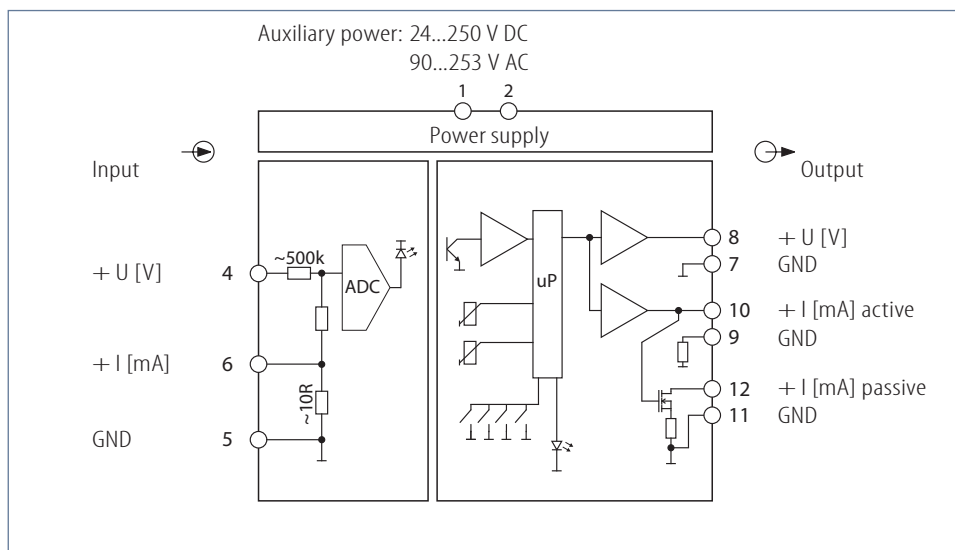 Auxiliary power: 24...250 V DC
90...253 V AC
1 2
Power supply
Input
Output
+ U [V] 4
~500k
ADC
uP
8 + U [V]
7 GND
10 + I [mA] active
9 GND
+ I [mA] 6
~10R
12 + I [mA] passive
11 GND
GND 5